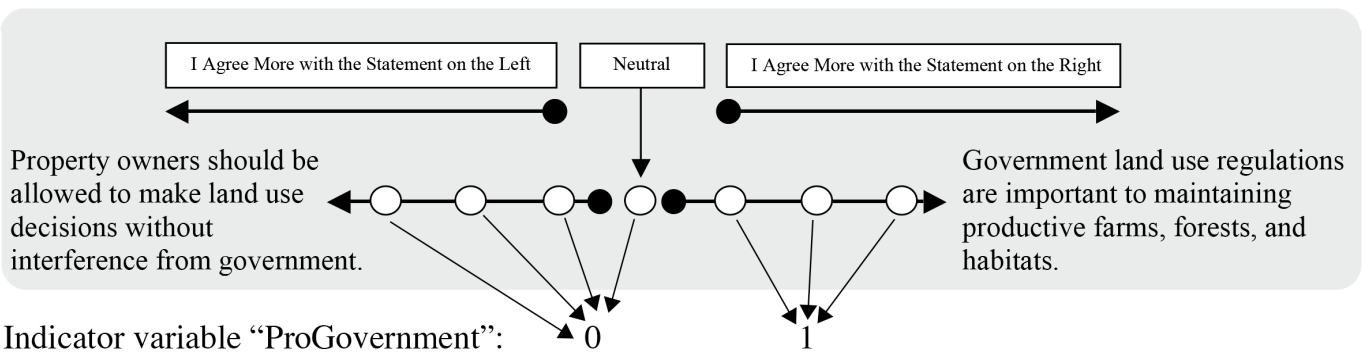 I Agree More with the Statement on the Left
Neutral
I Agree More with the Statement on the Right
Property owners should be
allowed to make land use
decisions without
interference from government.
Government land use regulations
are important to maintaining
productive farms, forests, and
habitats.
Indicator variable “ProGovernment”: 0 1